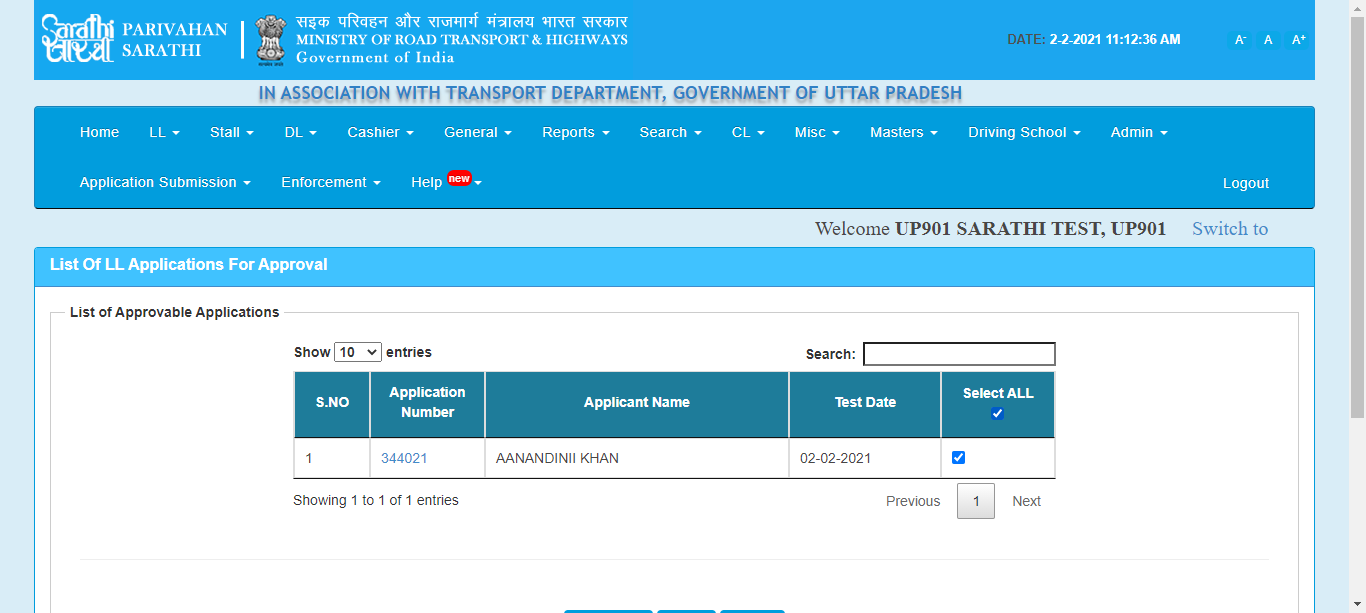 Sarathi
सारथी
PARIVAHAN
SARATHI
सड़क परिवहन और राजमार्ग मंत्रालय भारत सरकार
MINISTRY OF ROAD TRANSPORT & HIGHWAYS
Government of India
DATE: 2-2-2021 11:12:36 AM
A- A A+
IN ASSOCIATION WITH TRANSPORT DEPARTMENT, GOVERNMENT OF UTTAR PRADESH
Home LL Stall DL Cashier General Reports Search CL Misc Masters Driving School Admin
Application Submission Enforcement Help new Logout
Welcome UP901 SARATHI TEST, UP901 Switch to
List Of LL Applications For Approval
List of Approvable Applications
Show 10 entries Search:
S.NO Application Number Applicant Name Test Date Select ALL
1 344021 AANANDINII KHAN 02-02-2021
Showing 1 to 1 of 1 entries Previous 1 Next